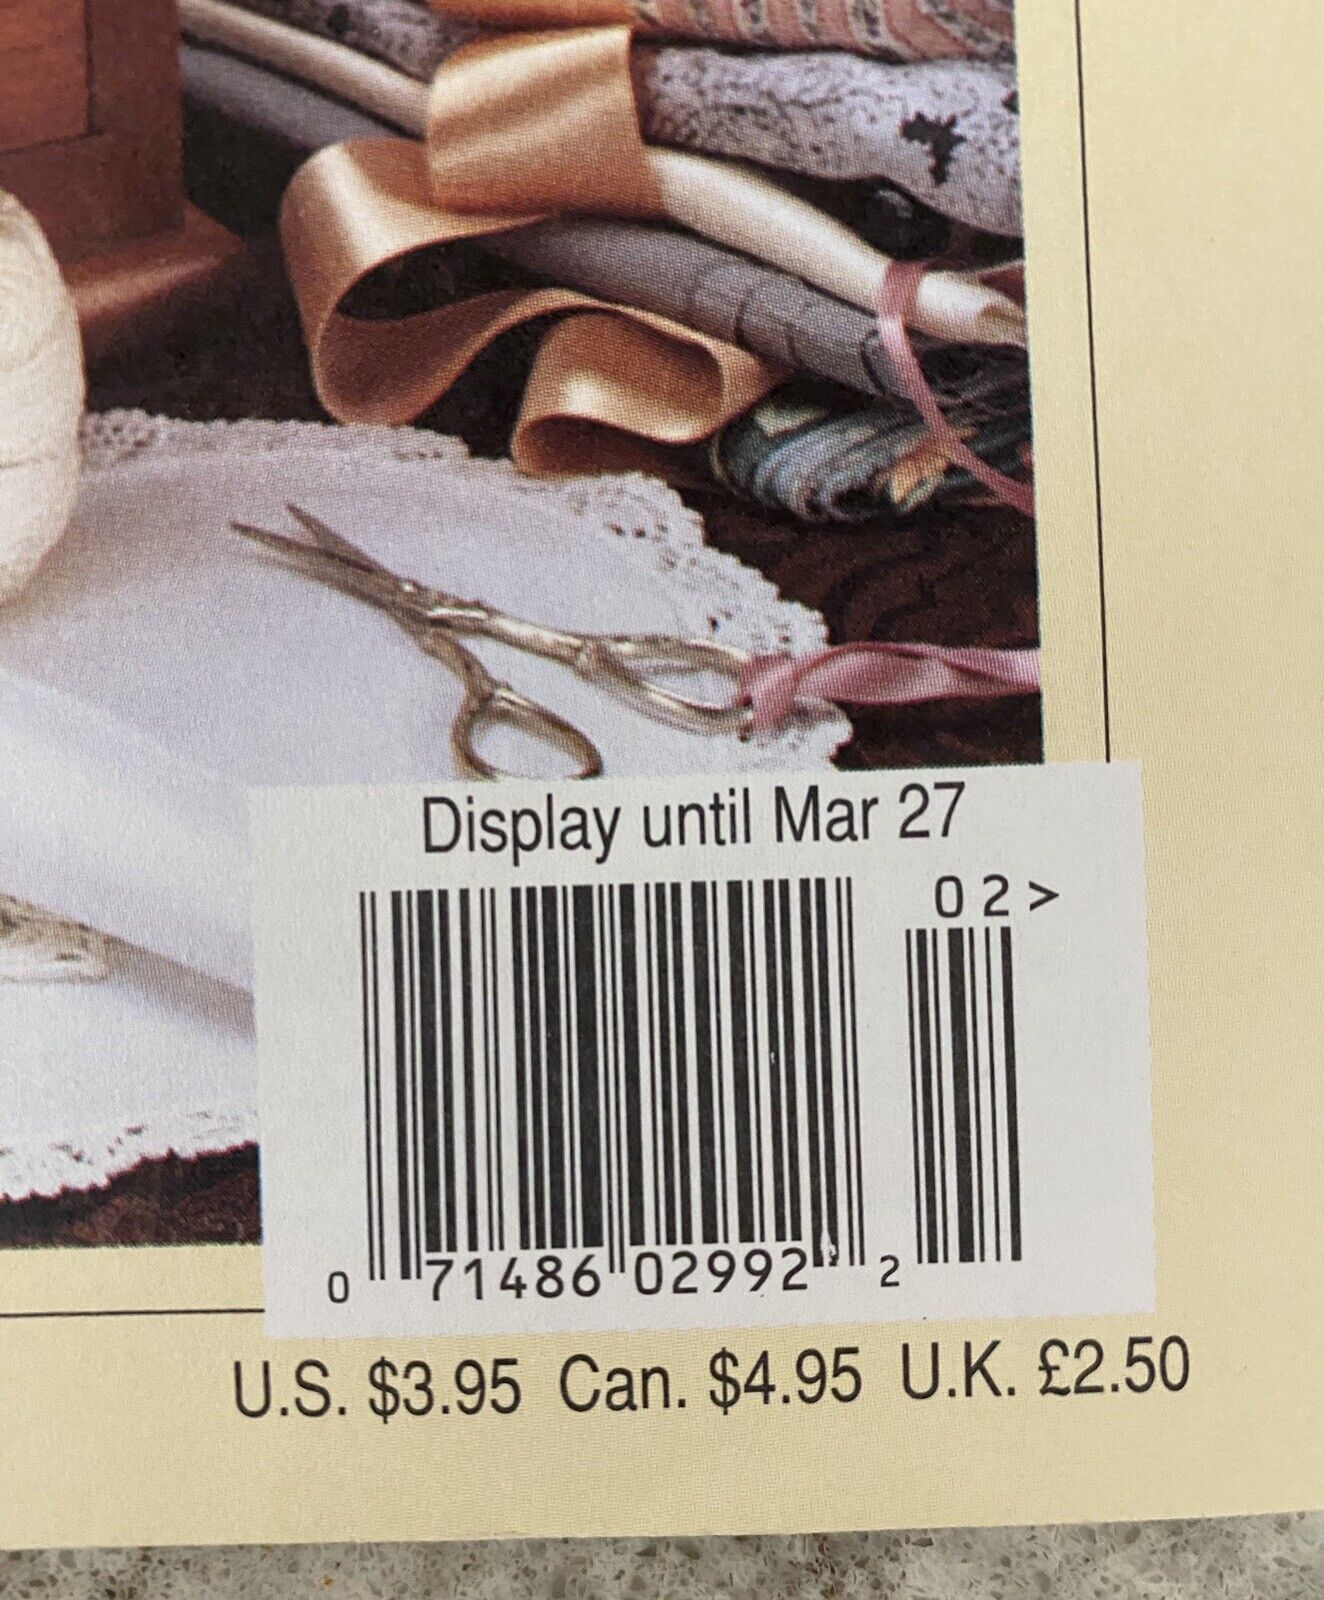 Display until Mar 27
02>
0 71486 02992 2
U.S. $3.95 Can. $4.95 U.K. £2.50